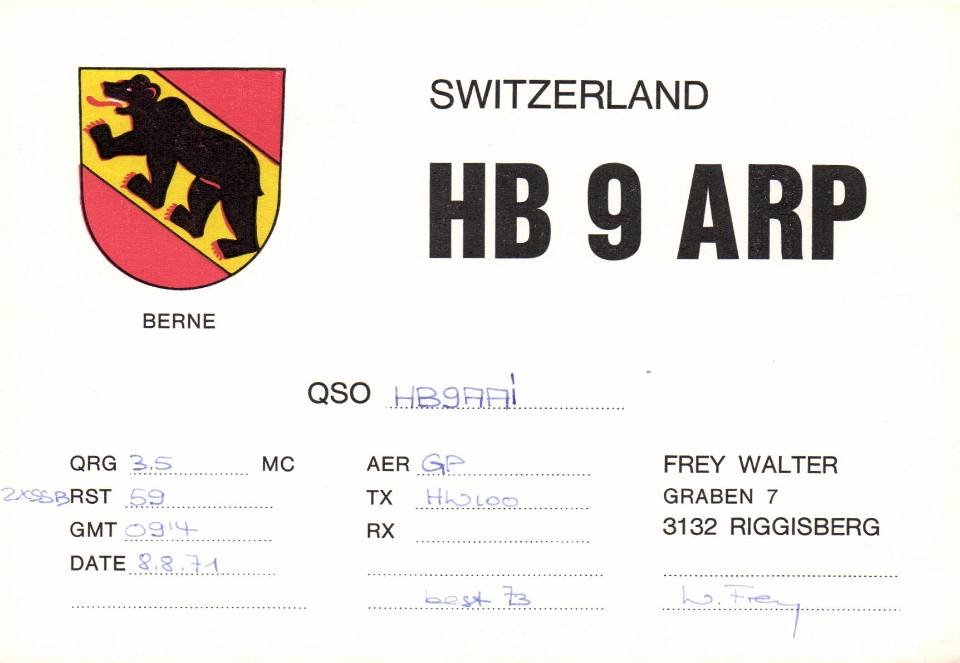 SWITZERLAND
HB 9 ARP
BERNE
QSO HB9AAi
QRG 3.5 MC
2XSSB RST 59
GMT 0914
DATE 8.8.71
AER GP
TX HW100
RX
best 73
FREY WALTER
GRABEN 7
3132 RIGGISBERG
W. Frey